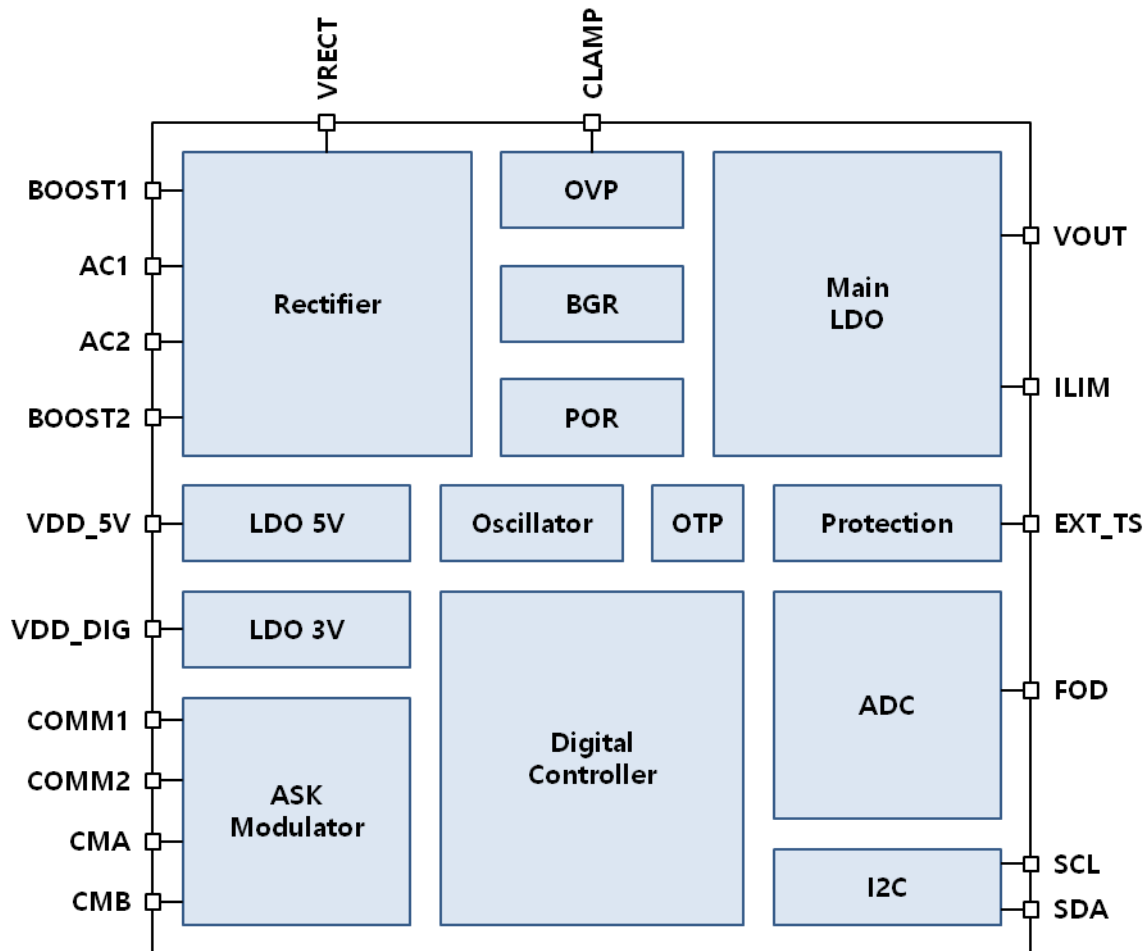 VRECT
CLAMP
BOOST1
AC1
AC2
BOOST2
VDD_5V
VDD_DIG
COMM1
COMM2
CMA
CMB
Rectifier
OVP
BGR
POR
Main
LDO
LDO 5V
Oscillator
OTP
Protection
LDO 3V
ASK
Modulator
Digital
Controller
ADC
I2C
VOUT
ILIM
EXT_TS
FOD
SCL
SDA